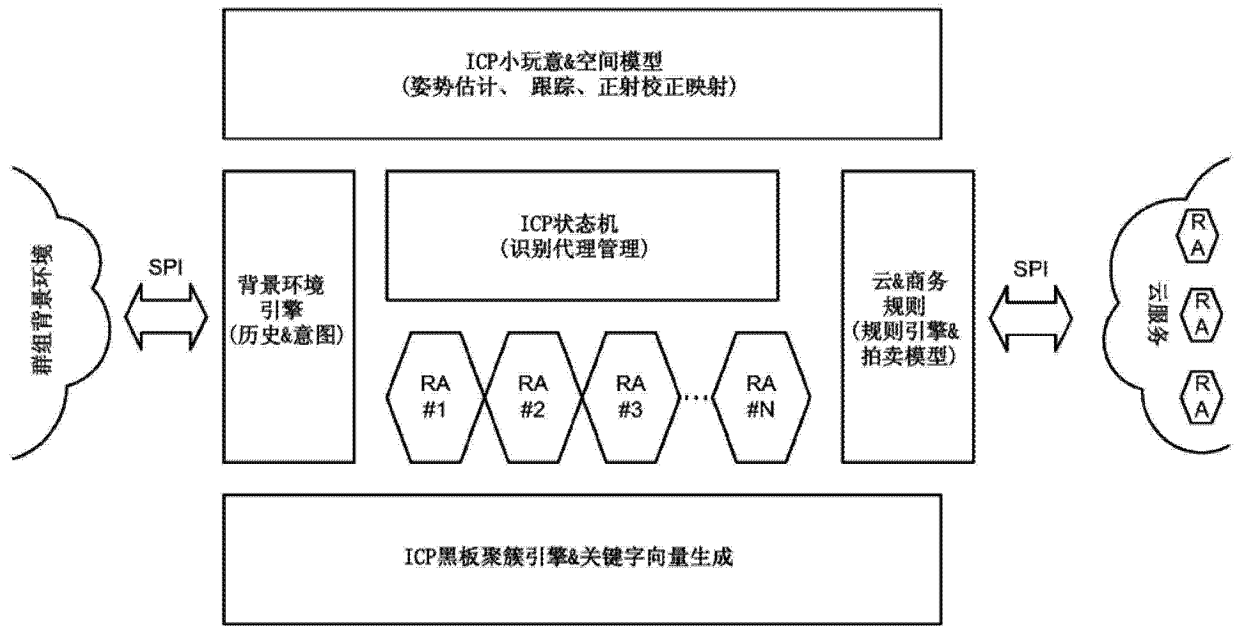 ICP小玩意&空间模型
(姿势估计、 跟踪、正射校正映射)
群组背景环境
SPI
背景环境
引擎
(历史&意图)
ICP状态机
(识别代理管理)
RA
#1
RA
#2
RA
#3
...
RA
#N
云&商务
规则
(规则引擎&
拍卖模型)
SPI
云服务
R
A
R
A
R
A
ICP黑板聚簇引擎&关键字向量生成